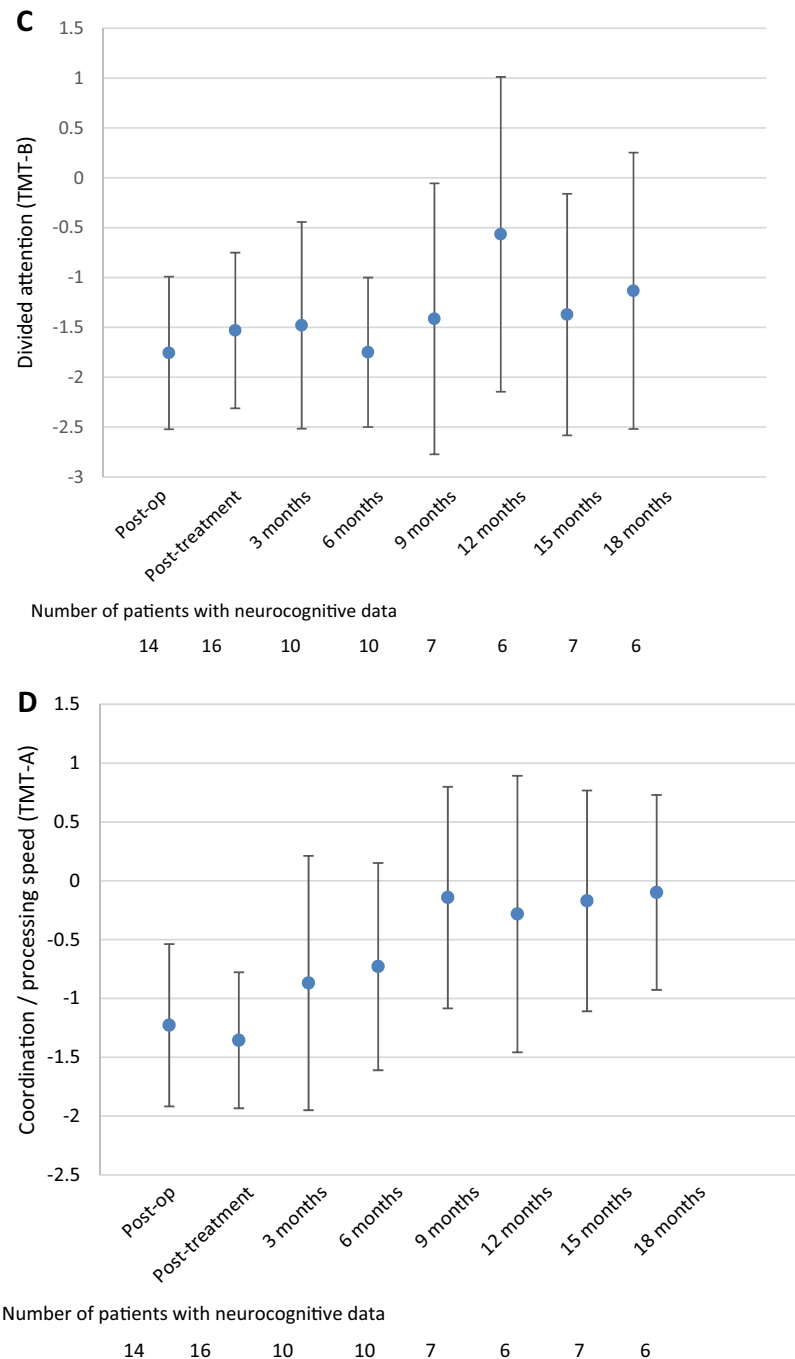 C
Divided attention (TMT-B)
1.5
1
0.5
0
-0.5
-1
-1.5
-2
-2.5
-3
Post-op
Post-treatment
3 months
6 months
9 months
12 months
15 months
18 months
Number of patients with neurocognitive data
14 16 10 10 7 6 7 6
D
Coordination / processing speed (TMT-A)
1.5
1
0.5
0
-0.5
-1
-1.5
-2
-2.5
Post-op
Post-treatment
3 months
6 months
9 months
12 months
15 months
18 months
Number of patients with neurocognitive data
14 16 10 10 7 6 7 6